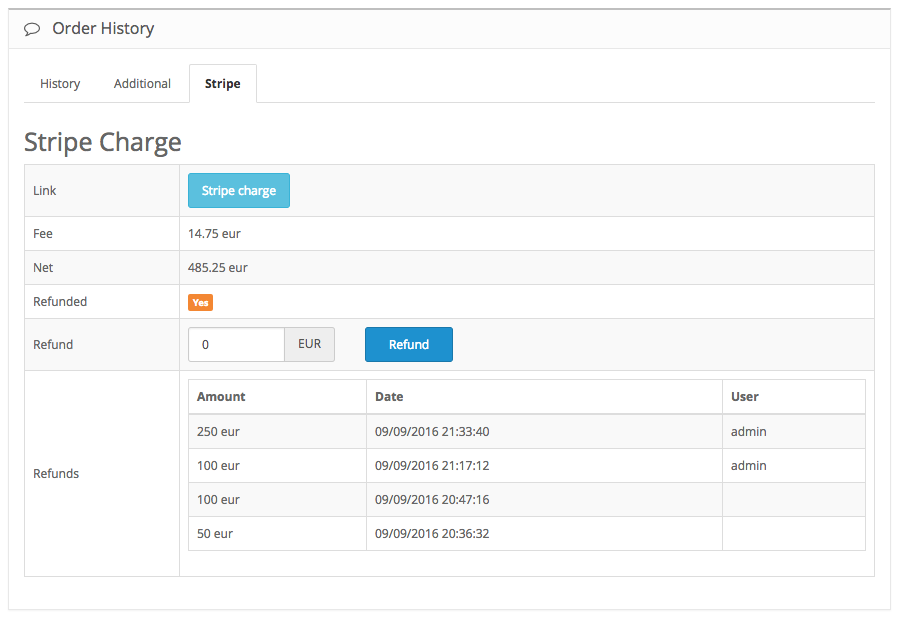 Order History
History Additional Stripe
Stripe Charge
Link Stripe charge
Fee 14.75 eur
Net 485.25 eur
Refunded Yes
Refund 0 EUR Refund
Refunds
Amount Date User
250 eur 09/09/2016 21:33:40 admin
100 eur 09/09/2016 21:17:12 admin
100 eur 09/09/2016 20:47:16
50 eur 09/09/2016 20:36:32